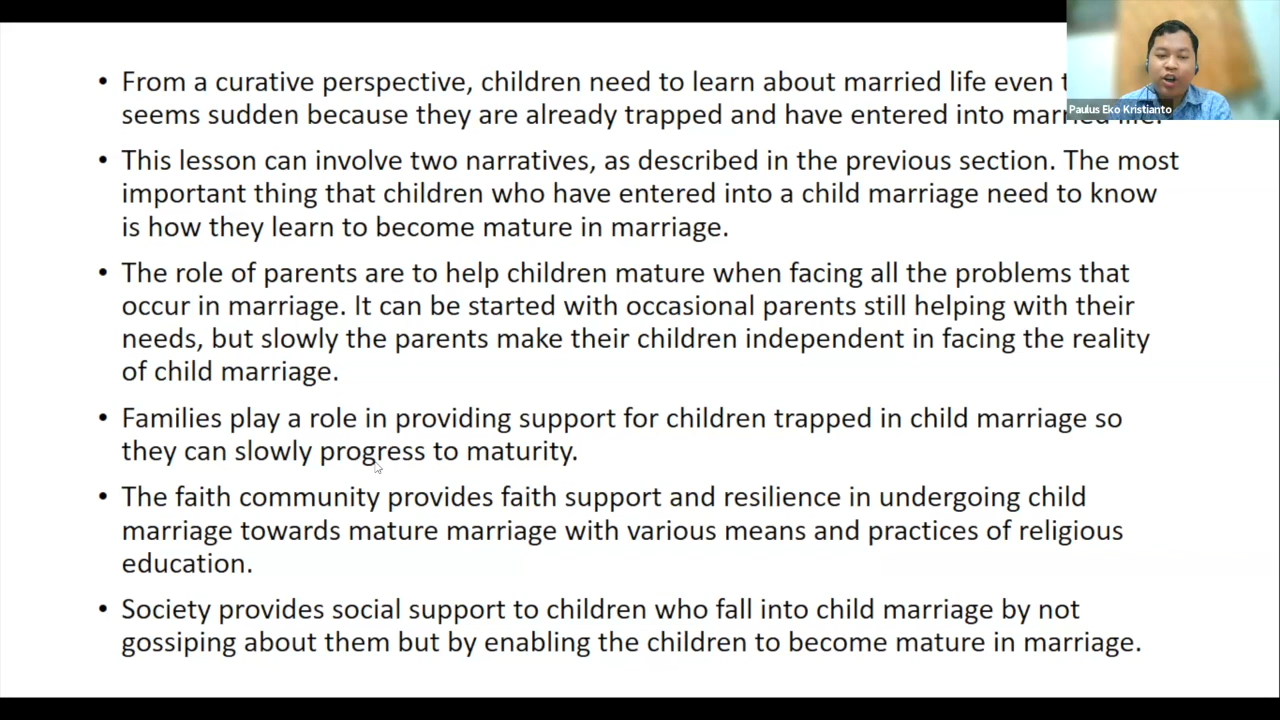 • From a curative perspective, children need to learn about married life even
seems sudden because they are already trapped and have entered into married life.
• This lesson can involve two narratives, as described in the previous section. The most
important thing that children who have entered into a child marriage need to know
is how they learn to become mature in marriage.
• The role of parents are to help children mature when facing all the problems that
occur in marriage. It can be started with occasional parents still helping with their
needs, but slowly the parents make their children independent in facing the reality
of child marriage.
• Families play a role in providing support for children trapped in child marriage so
they can slowly progress to maturity.
• The faith community provides faith support and resilience in undergoing child
marriage towards mature marriage with various means and practices of religious
education.
• Society provides social support to children who fall into child marriage by not
gossiping about them but by enabling the children to become mature in marriage.
Paulus Eko Kristianto